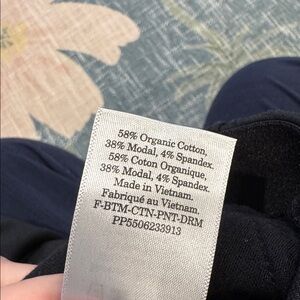 58% Organic Cotton,
38% Modal, 4% Spandex.
58% Coton Organique,
38% Modal, 4% Spandex.
Made in Vietnam.
Fabriqué au Vietnam.
F-BTM-CTN-PNT-DRM
PP5506233913